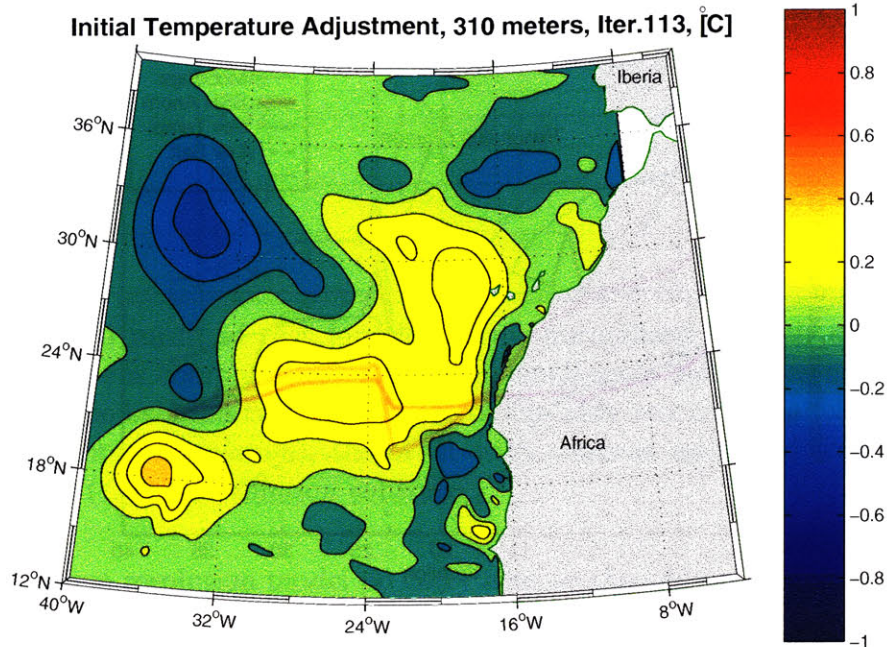 Initial Temperature Adjustment, 310 meters, Iter.113, [°C]
Iberia
Africa
36°N
30°N
24°N
18°N
12°N
40°W
32°W
24°W
16°W
8°W
1
0.8
0.6
0.4
0.2
0
−0.2
−0.4
−0.6
−0.8
−1